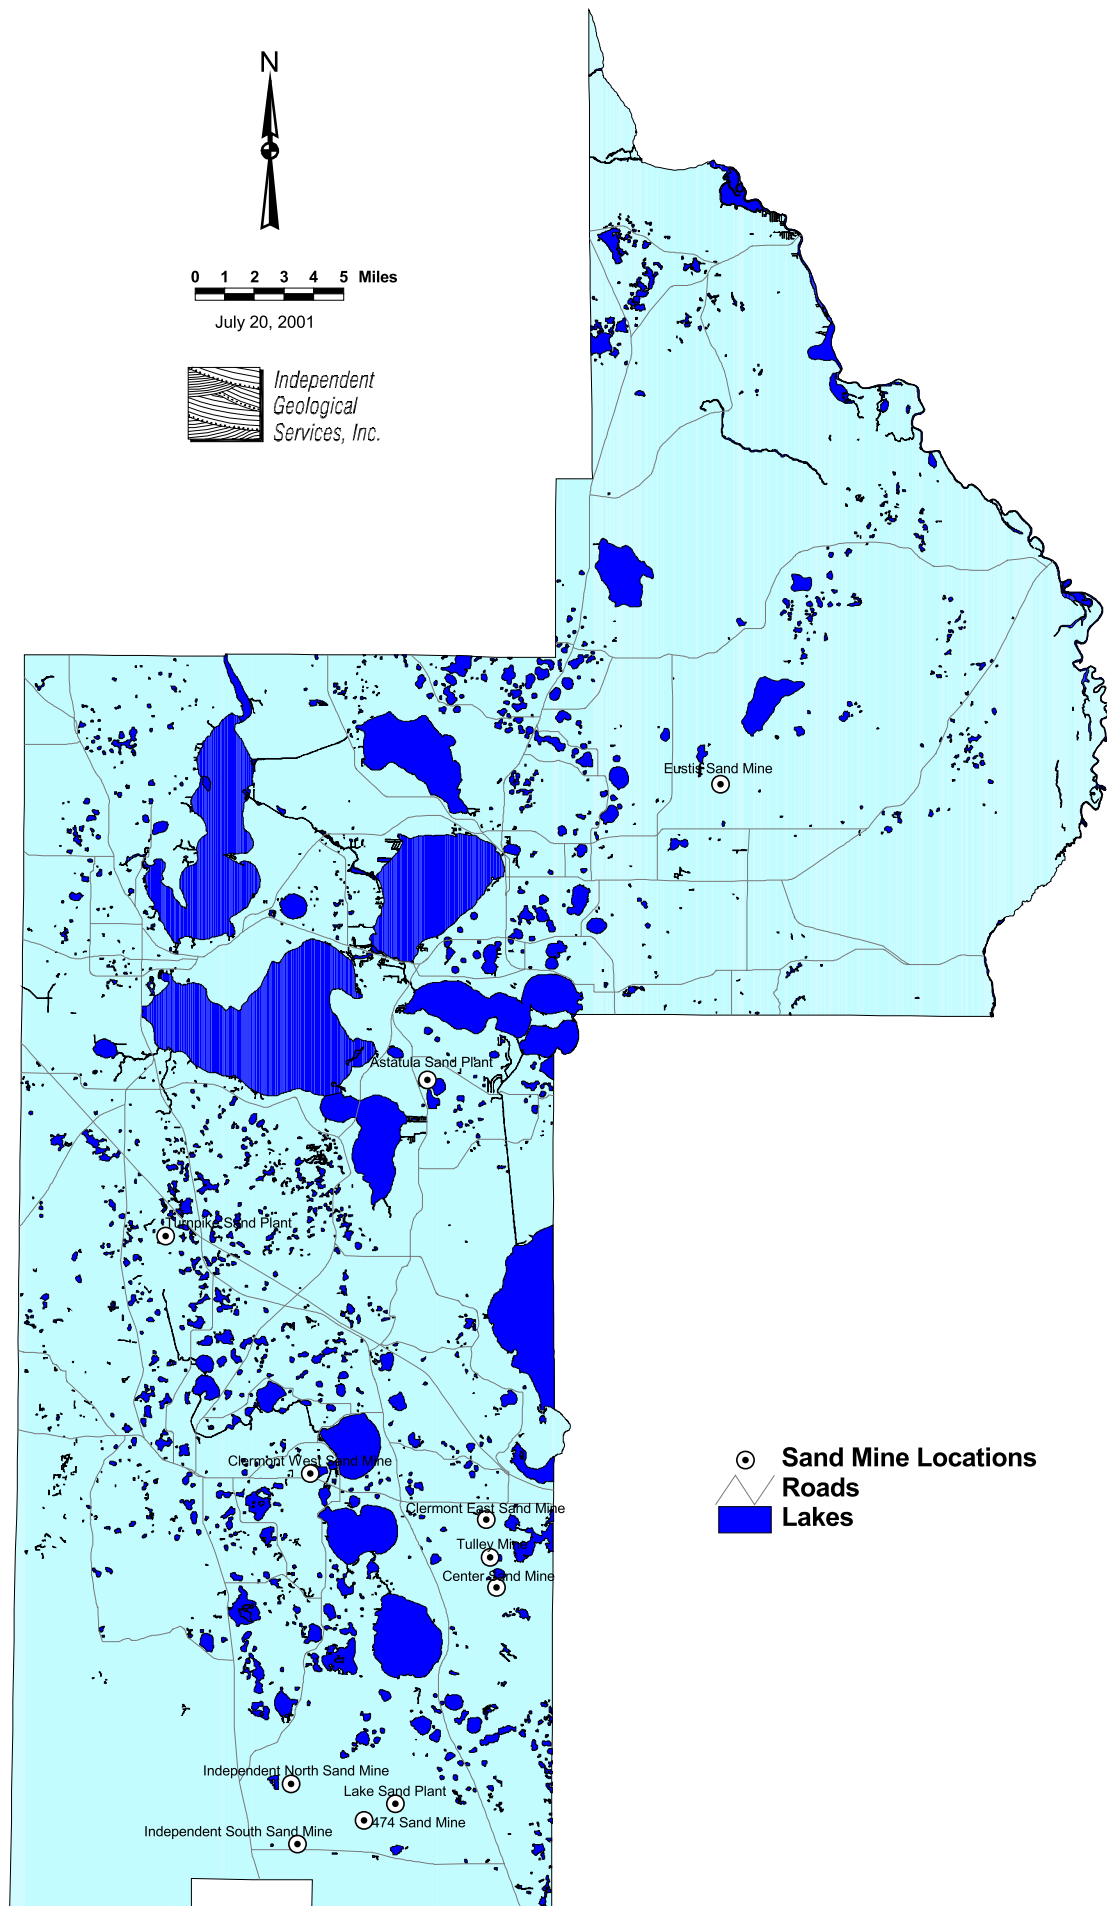 N
0 1 2 3 4 5 Miles
July 20, 2001
Independent
Geological
Services, Inc.
Eustis Sand Mine
Astatula Sand Plant
Turnpike Sand Plant
Clermont West Sand Mine
Clermont East Sand Mine
Tulley Mine
Center Sand Mine
Independent North Sand Mine
Lake Sand Plant
474 Sand Mine
Independent South Sand Mine
Sand Mine Locations
Roads
Lakes